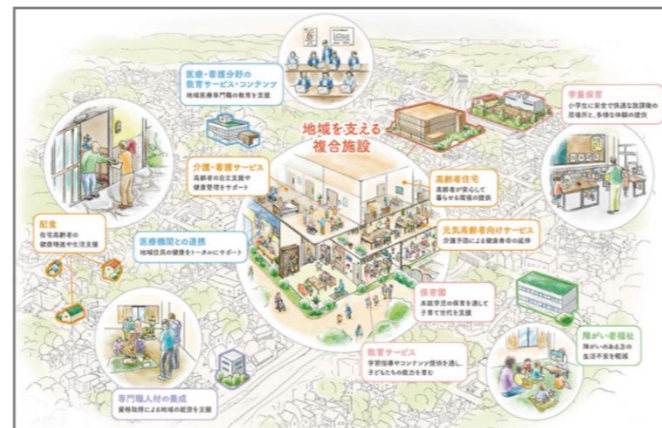 医療・看護分野の
教育サービス・コンテンツ
地域医療専門職の教育を支援
地域を支える
複合施設
学童保育
小学生に安全で快適な放課後の
居場所と、多様な体験の提供
介護・看護サービス
高齢者の自立支援や
健康管理をサポート
高齢者住宅
高齢者が安心して
暮らせる環境の提供
配食
在宅高齢者の
健康増進や生活支援
医療機関との連携
地域住民の健康をトータルにサポート
元気高齢者向けサービス
介護予防による健康寿命の延伸
保育園
未就学児の保育を通して
子育て世代を支援
障がい者福祉
障がいのある方の
生活不安を軽減
教育サービス
学習指導やコンテンツ提供を通し、
子どもたちの能力を育む
専門職人材の養成
資格取得による地域の就労を支援